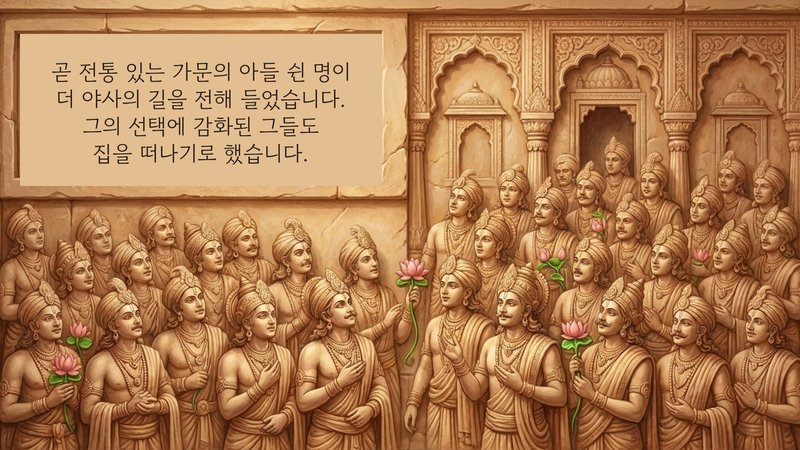 곧 전통 있는 가문의 아들 쉰 명이
더 야사의 길을 전해 들었습니다.
그의 선택에 감화된 그들도
집을 떠나기로 했습니다.